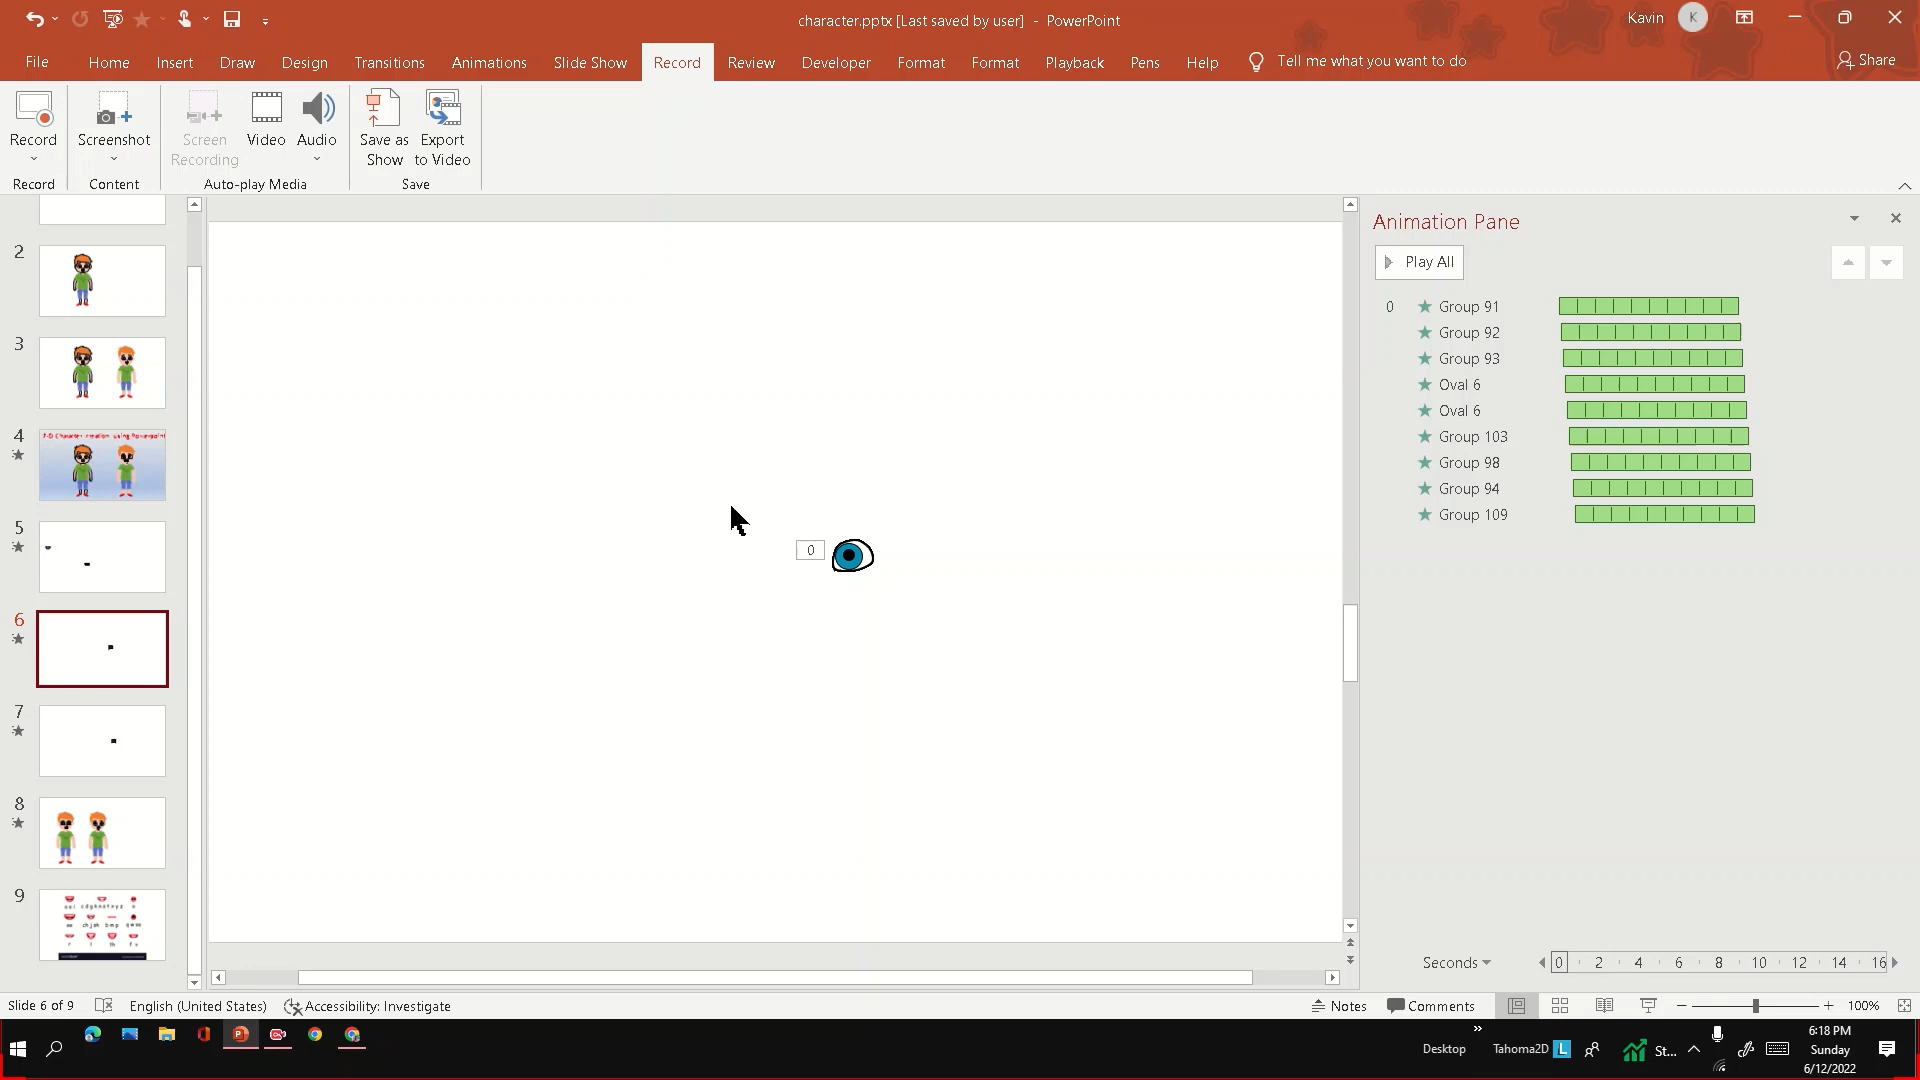 character.pptx [Last saved by user] - PowerPoint
Kavin
K
File
Home
Insert
Draw
Design
Transitions
Animations
Slide Show
Record
Review
Developer
Format
Format
Playback
Pens
Help
Tell me what you want to do
Share
Record
Screenshot
Screen Recording
Video
Audio
Save as Show
Export to Video
Record
Content
Auto-play Media
Save
2
3
4
2-D Character creation using Powerpoint
5
6
7
8
9
0
Animation Pane
Play All
0 Group 91
Group 92
Group 93
Oval 6
Oval 6
Group 103
Group 98
Group 94
Group 109
Seconds
0 2 4 6 8 10 12 14 16
Slide 6 of 9
English (United States)
Accessibility: Investigate
Notes
Comments
100%
Desktop
Tahoma2D
L
St...
6:18 PM
Sunday
6/12/2022